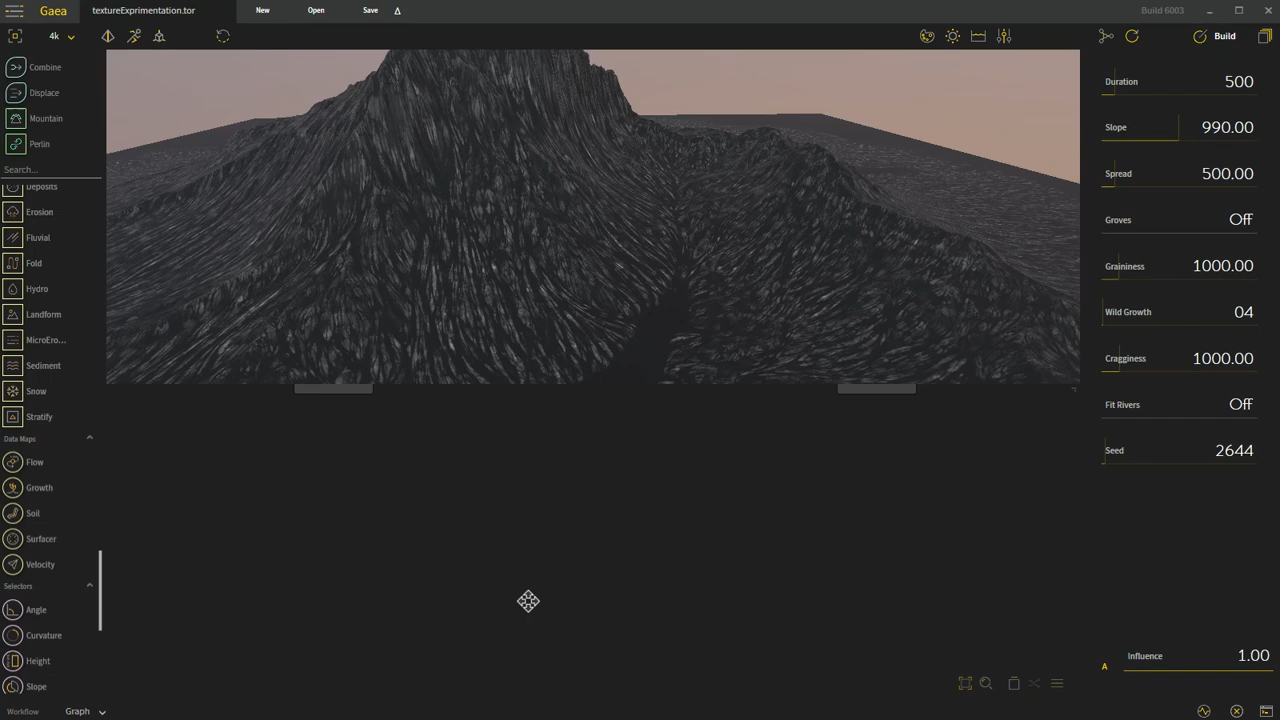 Gaea
textureExprimentation.tor
New
Open
Save
Build 6003
4k
Build
Combine
Displace
Mountain
Perlin
Search...
Deposits
Erosion
Fluvial
Fold
Hydro
Landform
MicroEro...
Sediment
Snow
Stratify
Data Maps
Flow
Growth
Soil
Surfacer
Velocity
Selectors
Angle
Curvature
Height
Slope
Duration 500
Slope 990.00
Spread 500.00
Groves Off
Graininess 1000.00
Wild Growth 04
Cragginess 1000.00
Fit Rivers Off
Seed 2644
A Influence 1.00
Workflow Graph